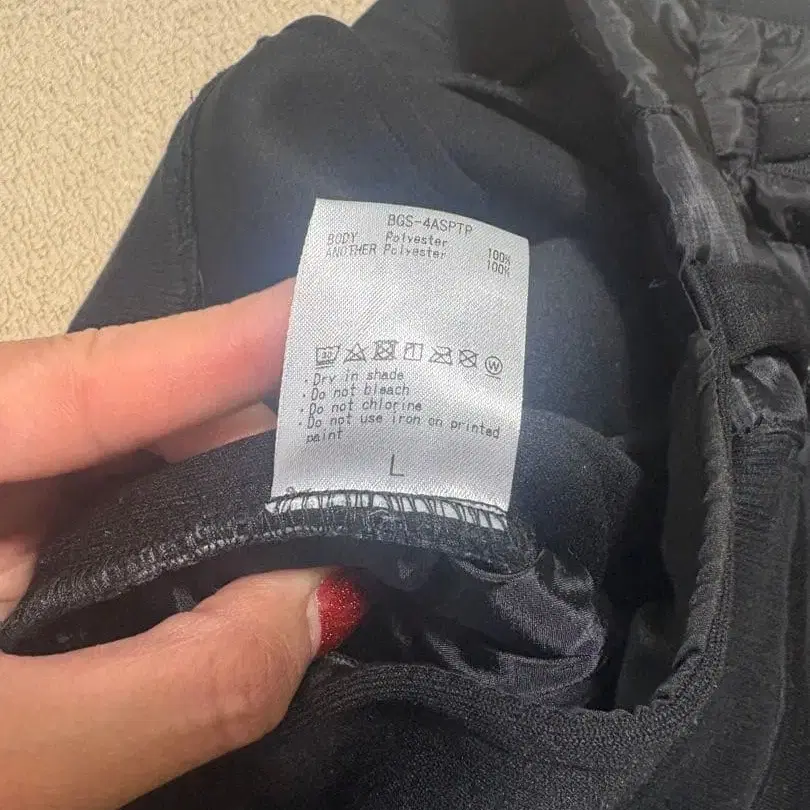 BGS-4ASPTP
BODY Polyester 100%
ANOTHER Polyester 100%
W
・Dry in shade
・Do not bleach
・Do not chlorine
・Do not use iron on printed
paint
L